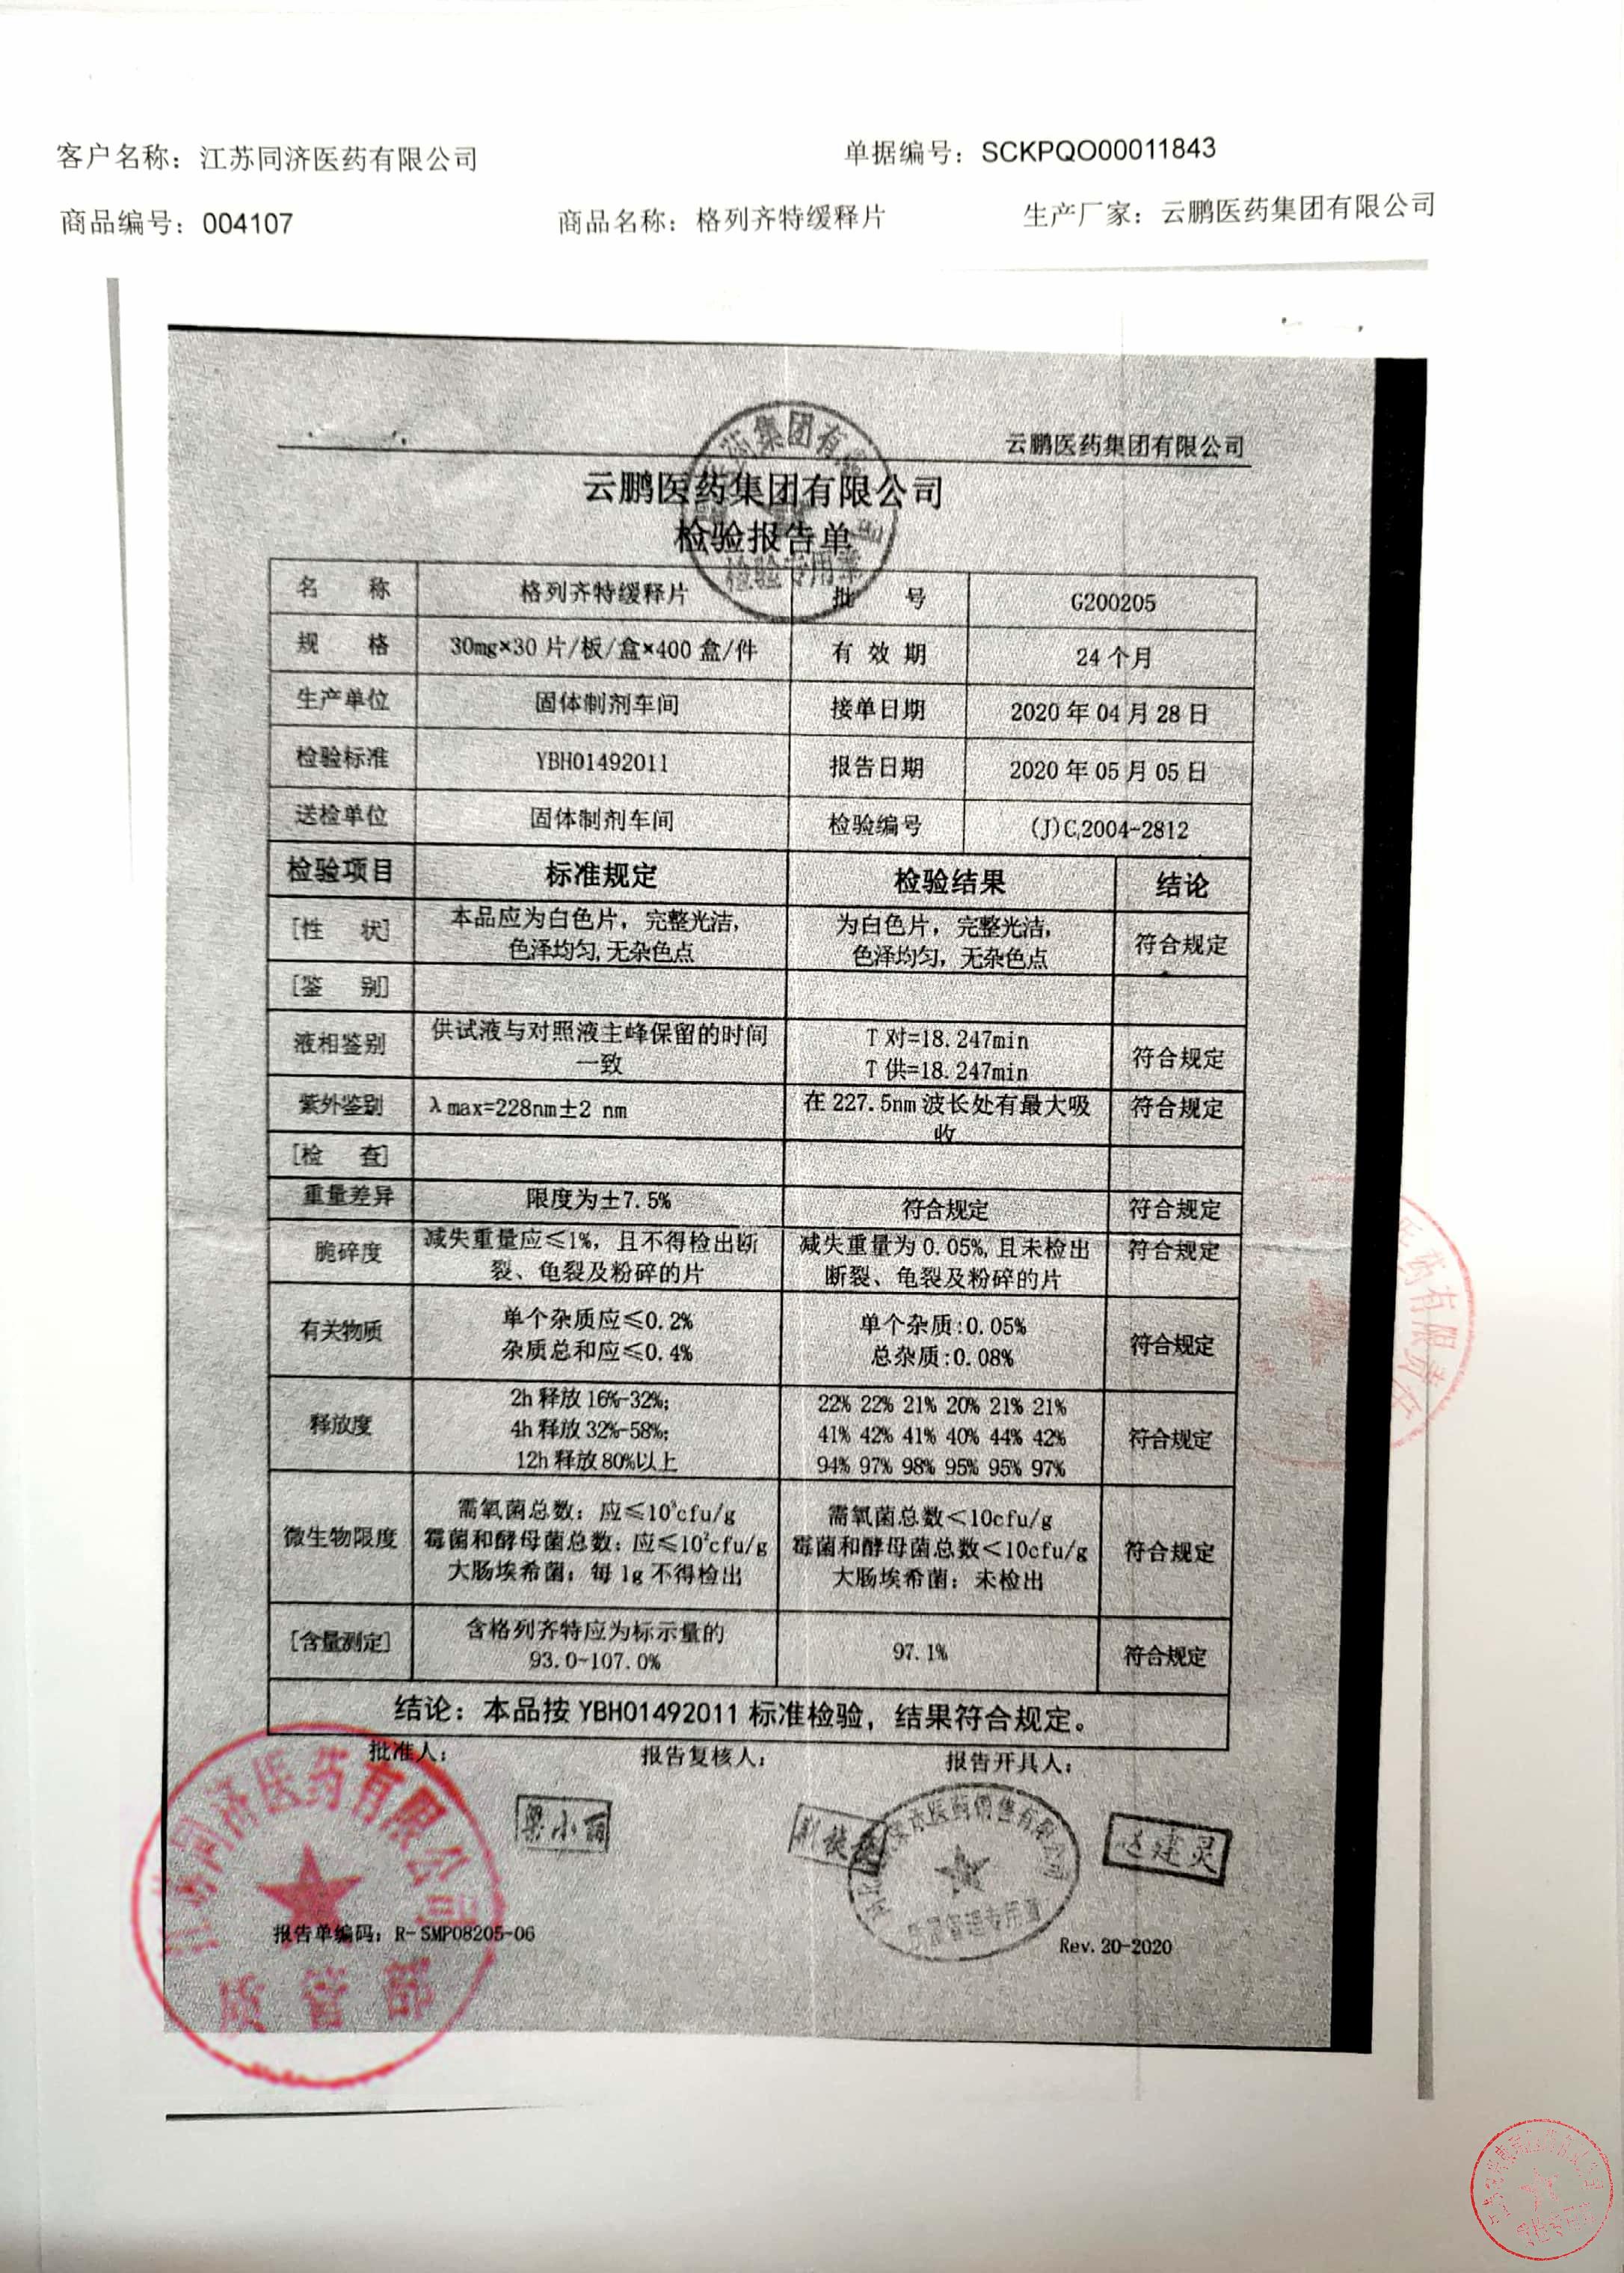 客户名称：江苏同济医药有限公司
单据编号：SCKPQO00011843
商品编号：004107
商品名称：格列齐特缓释片
生产厂家：云鹏医药集团有限公司
云鹏医药集团有限公司
云鹏医药集团有限公司
检验报告单
检验专用章
名 称 格列齐特缓释片 批 号 G200205
规 格 30mg×30片/板/盒×400盒/件 有效期 24个月
生产单位 固体制剂车间 接单日期 2020年04月28日
检验标准 YBH01492011 报告日期 2020年05月05日
送检单位 固体制剂车间 检验编号 (J)C2004-2812
检验项目 标准规定 检验结果 结论
[性 状] 本品应为白色片，完整光洁， 为白色片，完整光洁， 符合规定
色泽均匀,无杂色点 色泽均匀，无杂色点
[鉴 别]
液相鉴别 供试液与对照液主峰保留的时间 T对=18.247min 符合规定
一致 T供=18.247min
紫外鉴别 λmax=228nm±2 nm 在227.5nm波长处有最大吸 符合规定
收
[检 查]
重量差异 限度为±7.5% 符合规定 符合规定
脆碎度 减失重量应≤1%，且不得检出断 减失重量为0.05%,且未检出 符合规定
裂、龟裂及粉碎的片 断裂、龟裂及粉碎的片
有关物质 单个杂质应≤0.2% 单个杂质:0.05% 符合规定
杂质总和应≤0.4% 总杂质:0.08%
释放度 2h释放16%-32%; 22% 22% 21% 20% 21% 21% 符合规定
4h释放32%-58%; 41% 42% 41% 40% 44% 42%
12h释放80%以上 94% 97% 98% 95% 95% 97%
微生物限度 需氧菌总数：应≤10³cfu/g 需氧菌总数<10cfu/g 符合规定
霉菌和酵母菌总数：应≤10²cfu/g 霉菌和酵母菌总数<10cfu/g
大肠埃希菌：每1g不得检出 大肠埃希菌：未检出
[含量测定] 含格列齐特应为标示量的 97.1% 符合规定
93.0~107.0%
结论：本品按YBH01492011标准检验，结果符合规定。
批准人： 报告复核人： 报告开具人：
梁小丽
江苏同济医药有限公司
质管部
质量管理专用章
报告单编码：R-SMP08205-06
Rev.20-2020